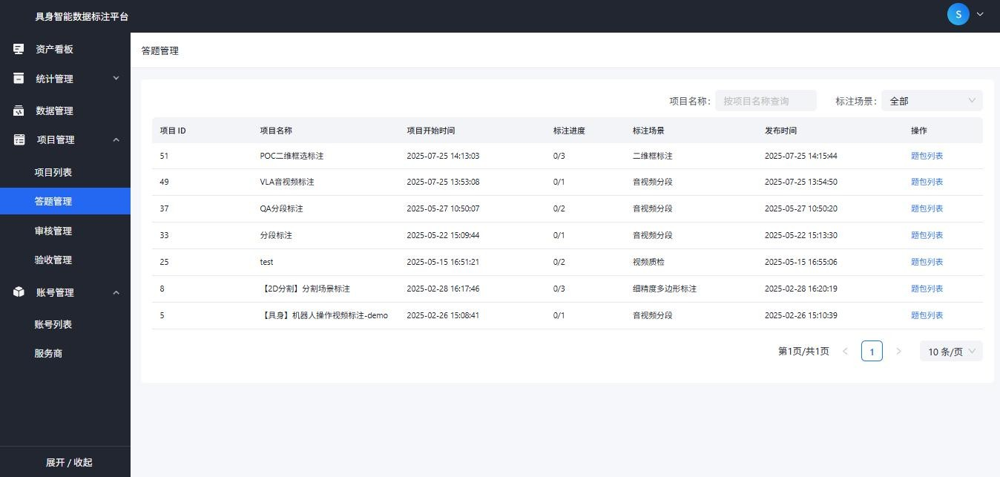 具身智能数据标注平台
S
资产看板
统计管理
数据管理
项目管理
项目列表
答题管理
审核管理
验收管理
账号管理
账号列表
服务商
展开 / 收起
答题管理
项目名称： 按项目名称查询 标注场景： 全部
项目 ID 项目名称 项目开始时间 标注进度 标注场景 发布时间 操作
51 POC二维框选标注 2025-07-25 14:13:03 0/3 二维框标注 2025-07-25 14:15:44 题包列表
49 VLA音视频标注 2025-07-25 13:53:08 0/1 音视频分段 2025-07-25 13:54:50 题包列表
37 QA分段标注 2025-05-27 10:50:07 0/2 音视频分段 2025-05-27 10:50:20 题包列表
33 分段标注 2025-05-22 15:09:44 0/1 音视频分段 2025-05-22 15:13:30 题包列表
25 test 2025-05-15 16:51:21 0/2 视频质检 2025-05-15 16:55:06 题包列表
8 【2D分割】分割场景标注 2025-02-28 16:17:46 0/3 细精度多边形标注 2025-02-28 16:20:19 题包列表
5 【具身】机器人操作视频标注-demo 2025-02-26 15:08:41 0/1 音视频分段 2025-02-26 15:10:39 题包列表
第1页/共1页 < 1 > 10 条/页